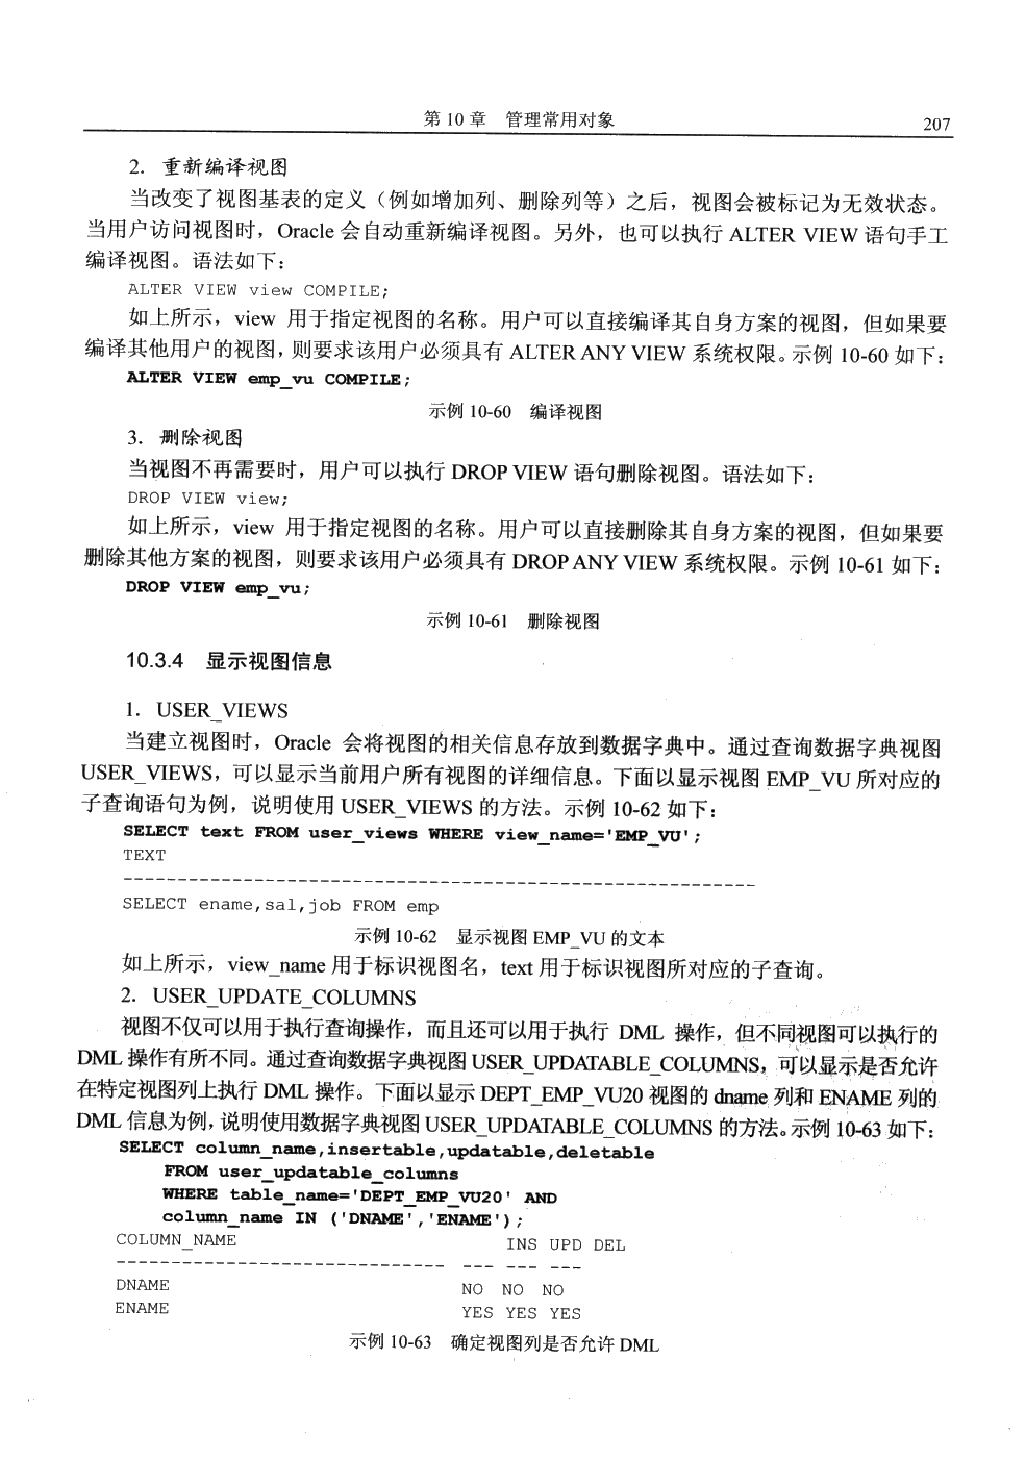 第 10 章　管理常用对象
207
2．重新编译视图
当改变了视图基表的定义（例如增加列、删除列等）之后，视图会被标记为无效状态。
当用户访问视图时，Oracle 会自动重新编译视图。另外，也可以执行 ALTER VIEW 语句手工
编译视图。语法如下：
ALTER VIEW view COMPILE;
如上所示，view 用于指定视图的名称。用户可以直接编译其自身方案的视图，但如果要
编译其他用户的视图，则要求该用户必须具有 ALTER ANY VIEW 系统权限。示例 10-60 如下：
ALTER VIEW emp_vu COMPILE;
示例 10-60　编译视图
3．删除视图
当视图不再需要时，用户可以执行 DROP VIEW 语句删除视图。语法如下：
DROP VIEW view;
如上所示，view 用于指定视图的名称。用户可以直接删除其自身方案的视图，但如果要
删除其他方案的视图，则要求该用户必须具有 DROP ANY VIEW 系统权限。示例 10-61 如下：
DROP VIEW emp_vu;
示例 10-61　删除视图
10.3.4　显示视图信息
1．USER_VIEWS
当建立视图时，Oracle 会将视图的相关信息存放到数据字典中。通过查询数据字典视图
USER_VIEWS，可以显示当前用户所有视图的详细信息。下面以显示视图 EMP_VU 所对应的
子查询语句为例，说明使用 USER_VIEWS 的方法。示例 10-62 如下：
SELECT text FROM user_views WHERE view_name='EMP_VU';
TEXT
------------------------------------------------------------
SELECT ename,sal,job FROM emp
示例 10-62　显示视图 EMP_VU 的文本
如上所示，view_name 用于标识视图名，text 用于标识视图所对应的子查询。
2．USER_UPDATE_COLUMNS
视图不仅可以用于执行查询操作，而且还可以用于执行 DML 操作，但不同视图可以执行的
DML 操作有所不同。通过查询数据字典视图 USER_UPDATABLE_COLUMNS，可以显示是否允许
在特定视图列上执行 DML 操作。下面以显示 DEPT_EMP_VU20 视图的 dname 列和 ENAME 列的
DML 信息为例，说明使用数据字典视图 USER_UPDATABLE_COLUMNS 的方法。示例 10-63 如下：
SELECT column_name,insertable,updatable,deletable
FROM user_updatable_columns
WHERE table_name='DEPT_EMP_VU20' AND
column_name IN ('DNAME','ENAME');
COLUMN_NAME INS UPD DEL
------------------------------ --- --- ---
DNAME NO NO NO
ENAME YES YES YES
示例 10-63　确定视图列是否允许 DML